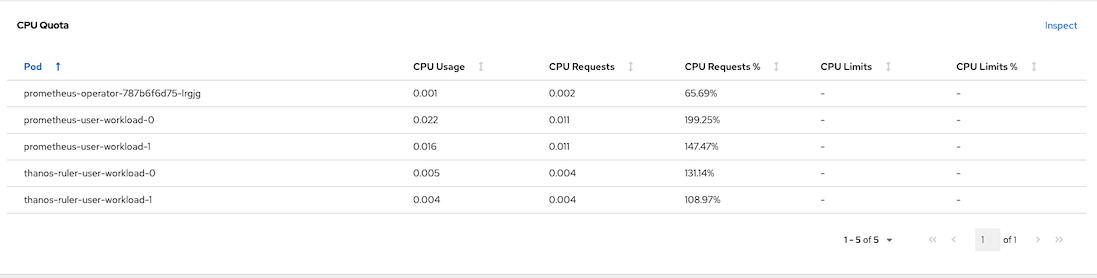 CPU Quota Inspect
Pod CPU Usage CPU Requests CPU Requests % CPU Limits CPU Limits %
prometheus-operator-787b6f6d75-lrgjg 0.001 0.002 65.69% - -
prometheus-user-workload-0 0.022 0.011 199.25% - -
prometheus-user-workload-1 0.016 0.011 147.47% - -
thanos-ruler-user-workload-0 0.005 0.004 131.14% - -
thanos-ruler-user-workload-1 0.004 0.004 108.97% - -
1 - 5 of 5 1 of 1